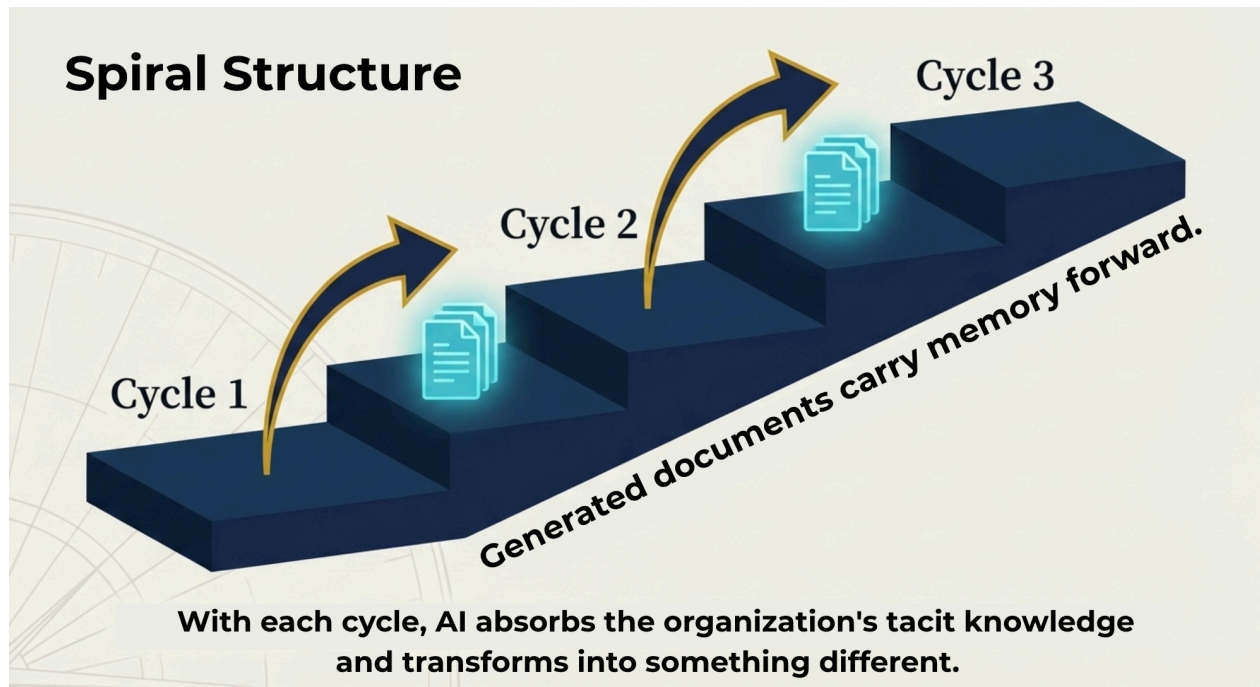 Spiral Structure
Cycle 3
Cycle 2
Cycle 1
Generated documents carry memory forward.
With each cycle, AI absorbs the organization's tacit knowledge
and transforms into something different.